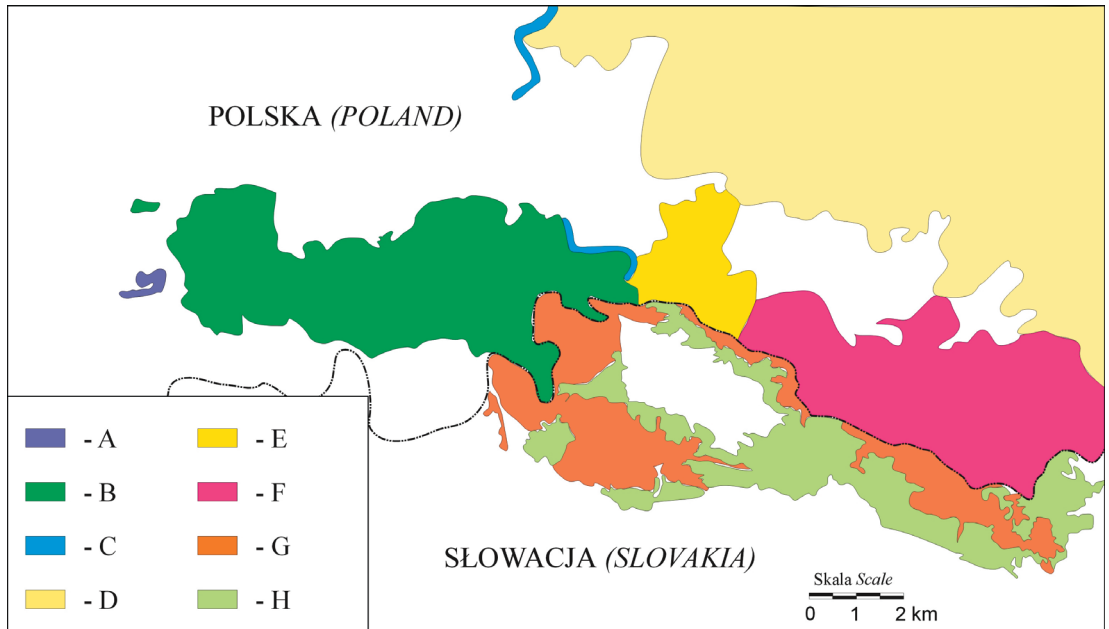 POLSKA (POLAND)
- A
- B
- C
- D
- E
- F
- G
- H
SŁOWACJA (SLOVAKIA)
Skala Scale
0 1 2 km